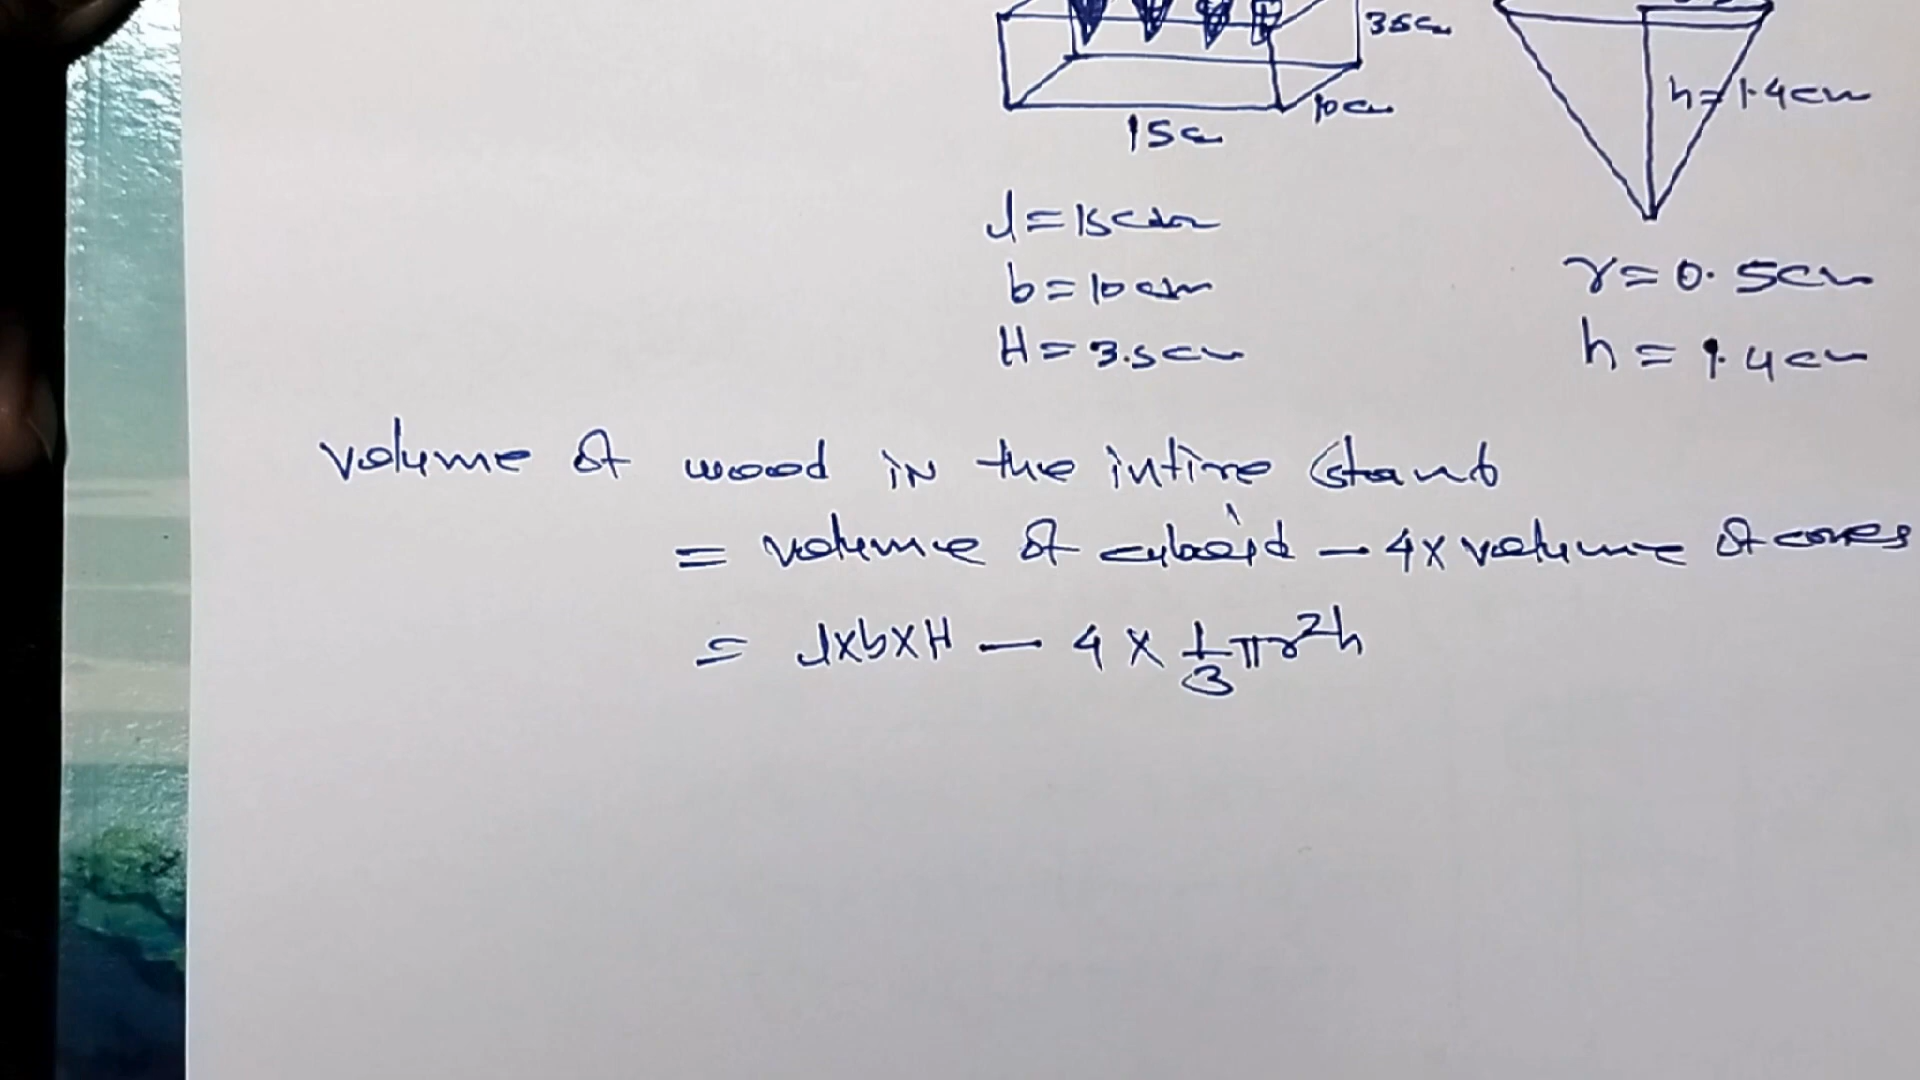 3.5cm
h=1.4cm
10cm
15cm
l=15cm
b=10cm
H=3.5cm
r=0.5cm
h=1.4cm
volume of wood in the intire stand
= volume of cuboid - 4x volume of cones
= lxbxH - 4 x 1/3 πr²h